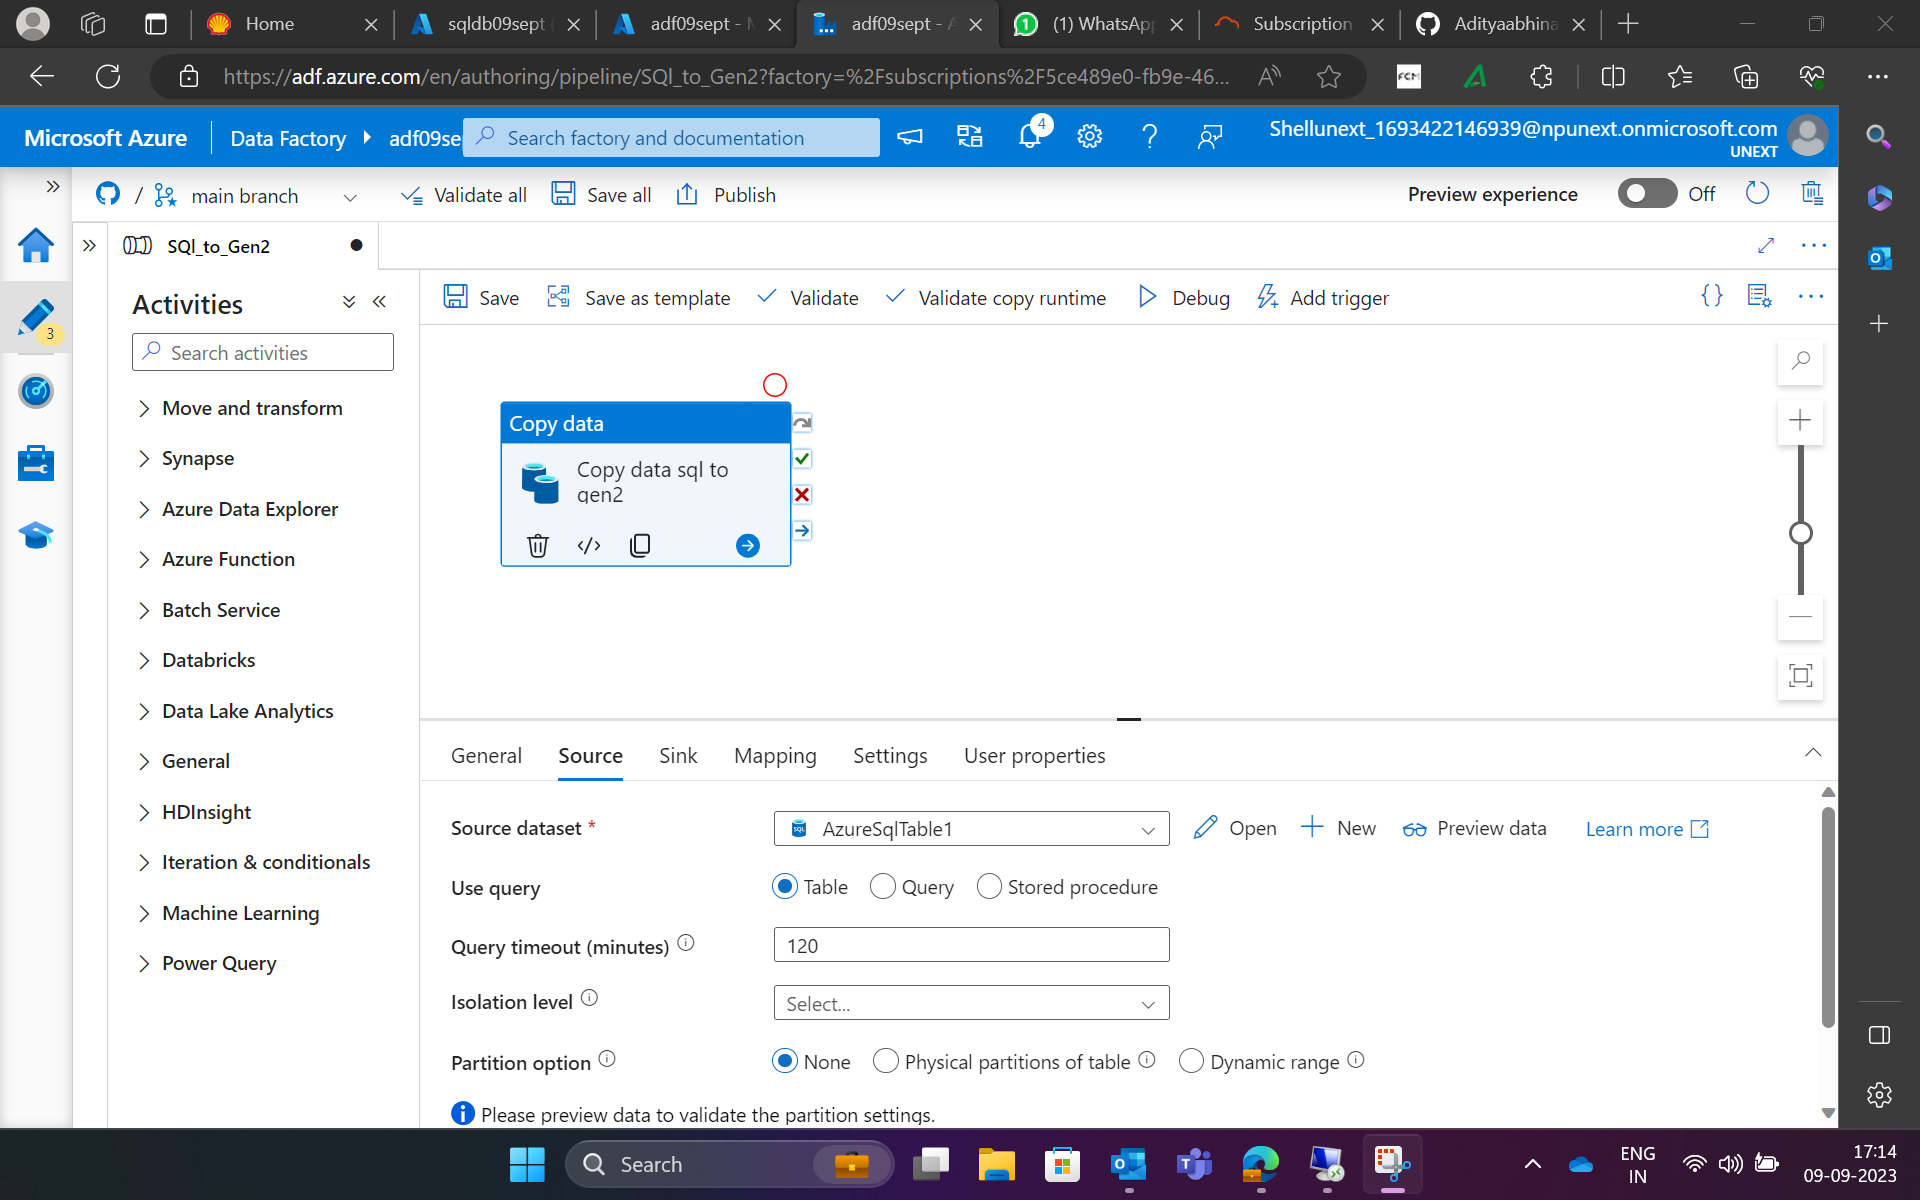 Home
sqldb09sept (
adf09sept - M
adf09sept - A
(1) WhatsApp
Subscription
Adityaabhina
https://adf.azure.com/en/authoring/pipeline/SQl_to_Gen2?factory=%2Fsubscriptions%2F5ce489e0-fb9e-46...
FCM
Microsoft Azure
Data Factory
adf09se
Search factory and documentation
4
Shellunext_1693422146939@npunext.onmicrosoft.com
UNEXT
/
main branch
Validate all
Save all
Publish
Preview experience
Off
SQl_to_Gen2
3
Activities
Search activities
Move and transform
Synapse
Azure Data Explorer
Azure Function
Batch Service
Databricks
Data Lake Analytics
General
HDInsight
Iteration & conditionals
Machine Learning
Power Query
Save
Save as template
Validate
Validate copy runtime
Debug
Add trigger
Copy data
Copy data sql to
gen2
General
Source
Sink
Mapping
Settings
User properties
Source dataset *
AzureSqlTable1
Open
New
Preview data
Learn more
Use query
Table
Query
Stored procedure
Query timeout (minutes)
120
Isolation level
Select...
Partition option
None
Physical partitions of table
Dynamic range
Please preview data to validate the partition settings.
Search
ENG
IN
17:14
09-09-2023